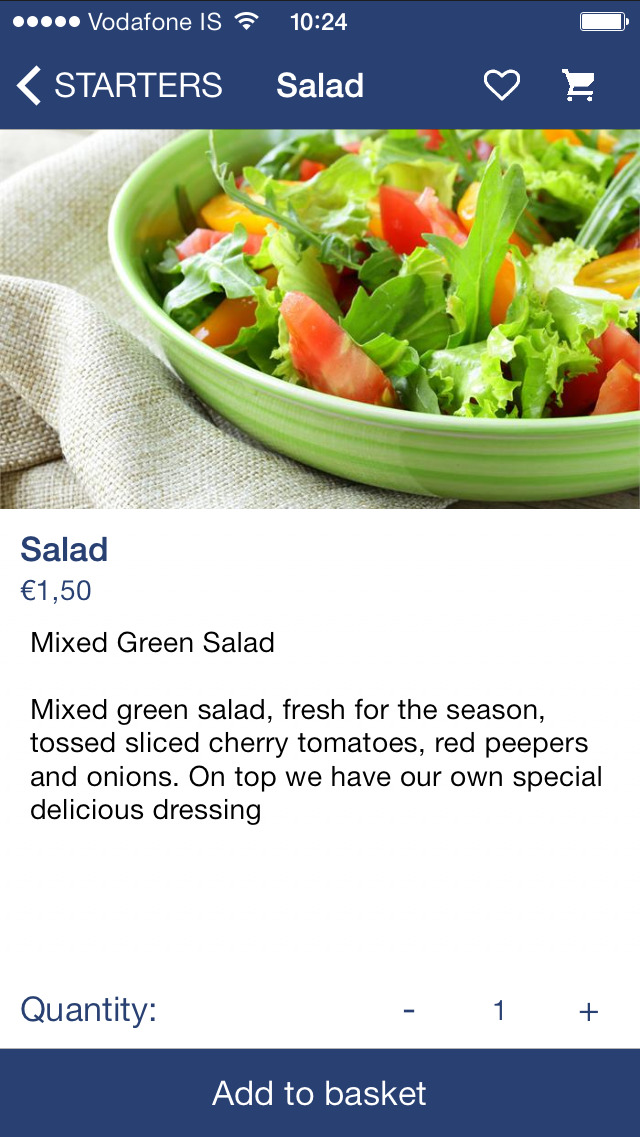 Vodafone IS 10:24
STARTERS Salad
Salad
€1,50
Mixed Green Salad
Mixed green salad, fresh for the season,
tossed sliced cherry tomatoes, red peepers
and onions. On top we have our own special
delicious dressing
Quantity: - 1 +
Add to basket